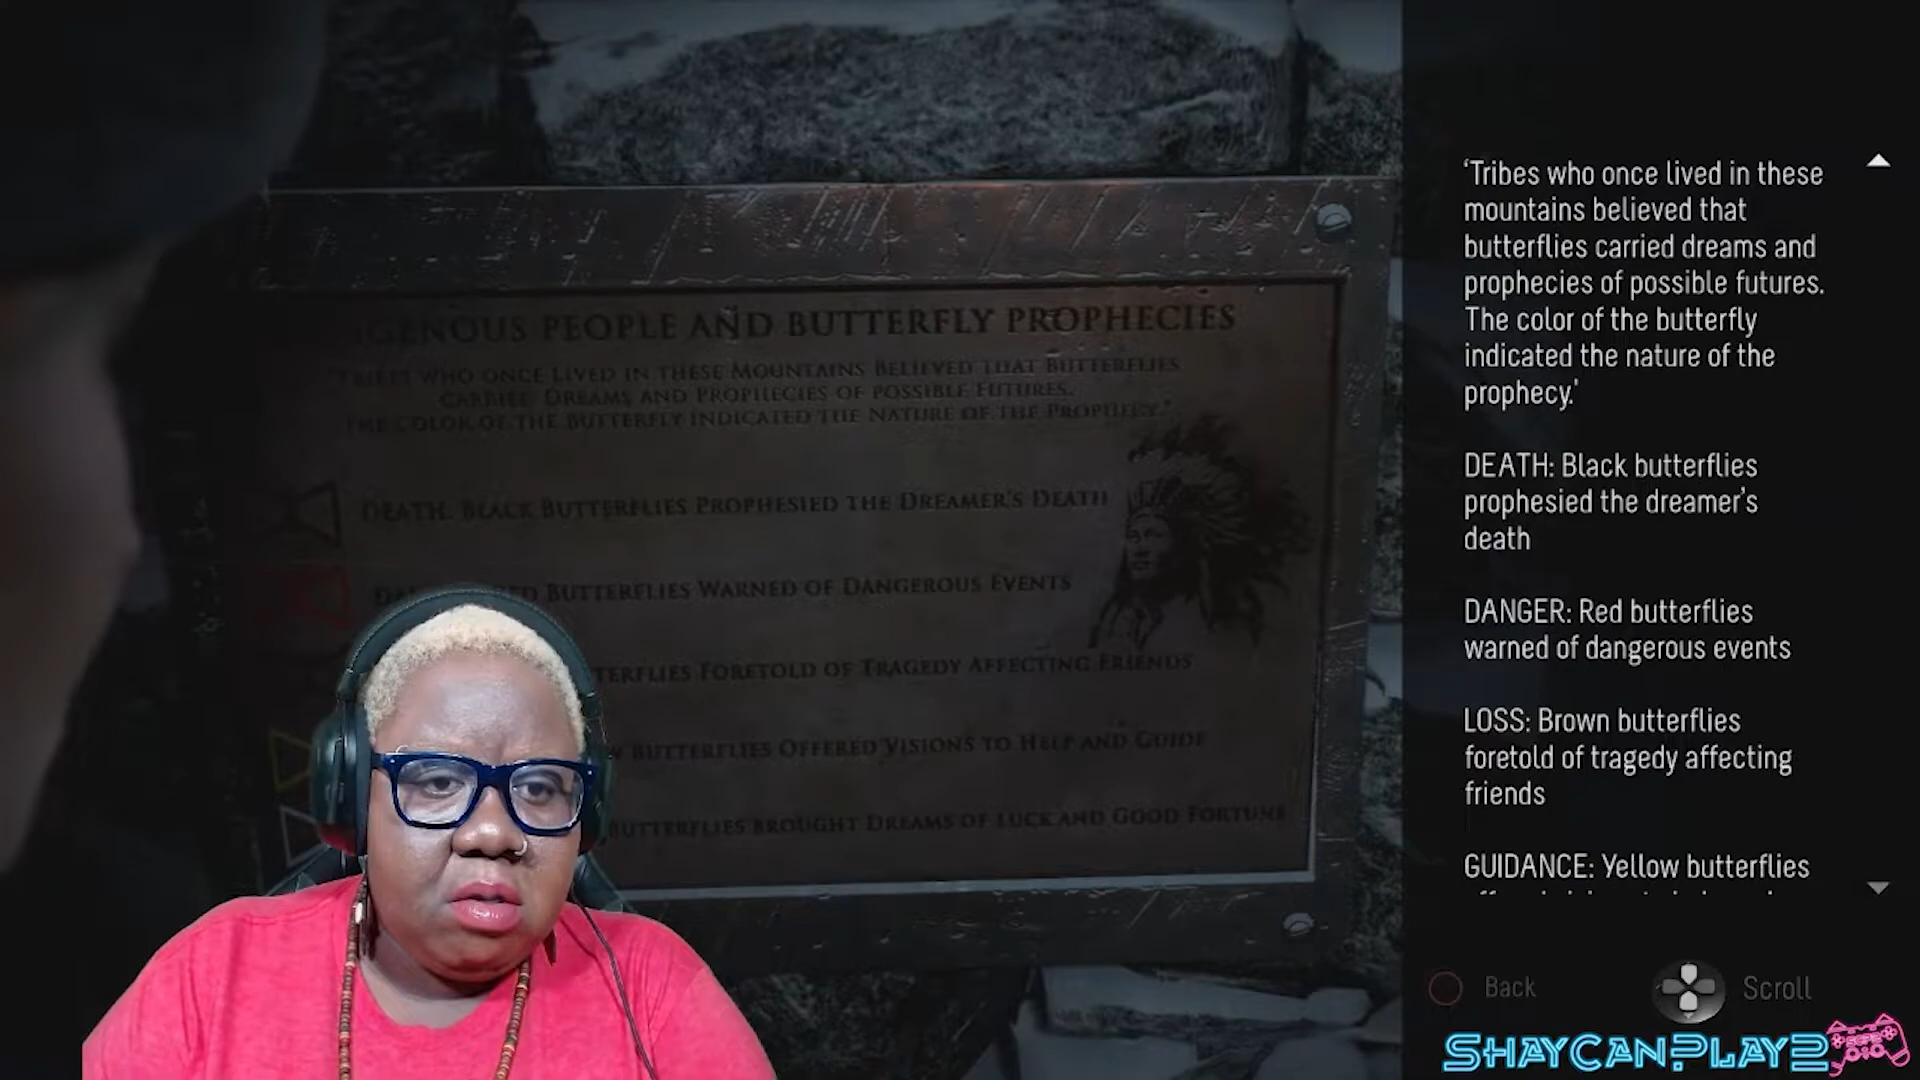 IGENOUS PEOPLE AND BUTTERFLY PROPHECIES
TRIBES WHO ONCE LIVED IN THESE MOUNTAINS BELIEVED THAT BUTTERFLIES
CARRIED DREAMS AND PROPHECIES OF POSSIBLE FUTURES.
THE COLOR OF THE BUTTERFLY INDICATED THE NATURE OF THE PROPHECY."
DEATH: BLACK BUTTERFLIES PROPHESIED THE DREAMER'S DEATH
RED BUTTERFLIES WARNED OF DANGEROUS EVENTS
TERFLIES FORETOLD OF TRAGEDY AFFECTING FRIENDS
W BUTTERFLIES OFFERED VISIONS TO HELP AND GUIDE
BUTTERFLIES BROUGHT DREAMS OF LUCK AND GOOD FORTUNE
‘Tribes who once lived in these
mountains believed that
butterflies carried dreams and
prophecies of possible futures.
The color of the butterfly
indicated the nature of the
prophecy.'
DEATH: Black butterflies
prophesied the dreamer’s
death
DANGER: Red butterflies
warned of dangerous events
LOSS: Brown butterflies
foretold of tragedy affecting
friends
GUIDANCE: Yellow butterflies
Back
Scroll
SHAYCANPLAY2